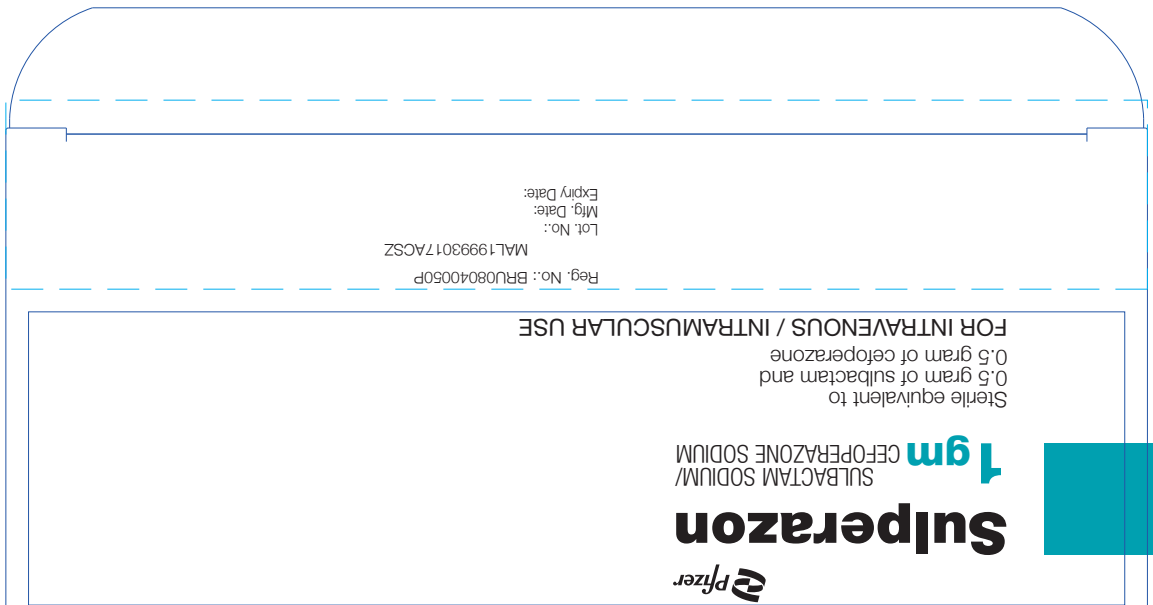 Pfizer
Sulperazon
1 gm SULBACTAM SODIUM/
CEFOPERAZONE SODIUM
Sterile equivalent to
0.5 gram of sulbactam and
0.5 gram of cefoperazone
FOR INTRAVENOUS / INTRAMUSCULAR USE
Reg. No.: BRU08040050P
MAL19993017ACSZ
Lot. No.:
Mfg. Date:
Expiry Date: